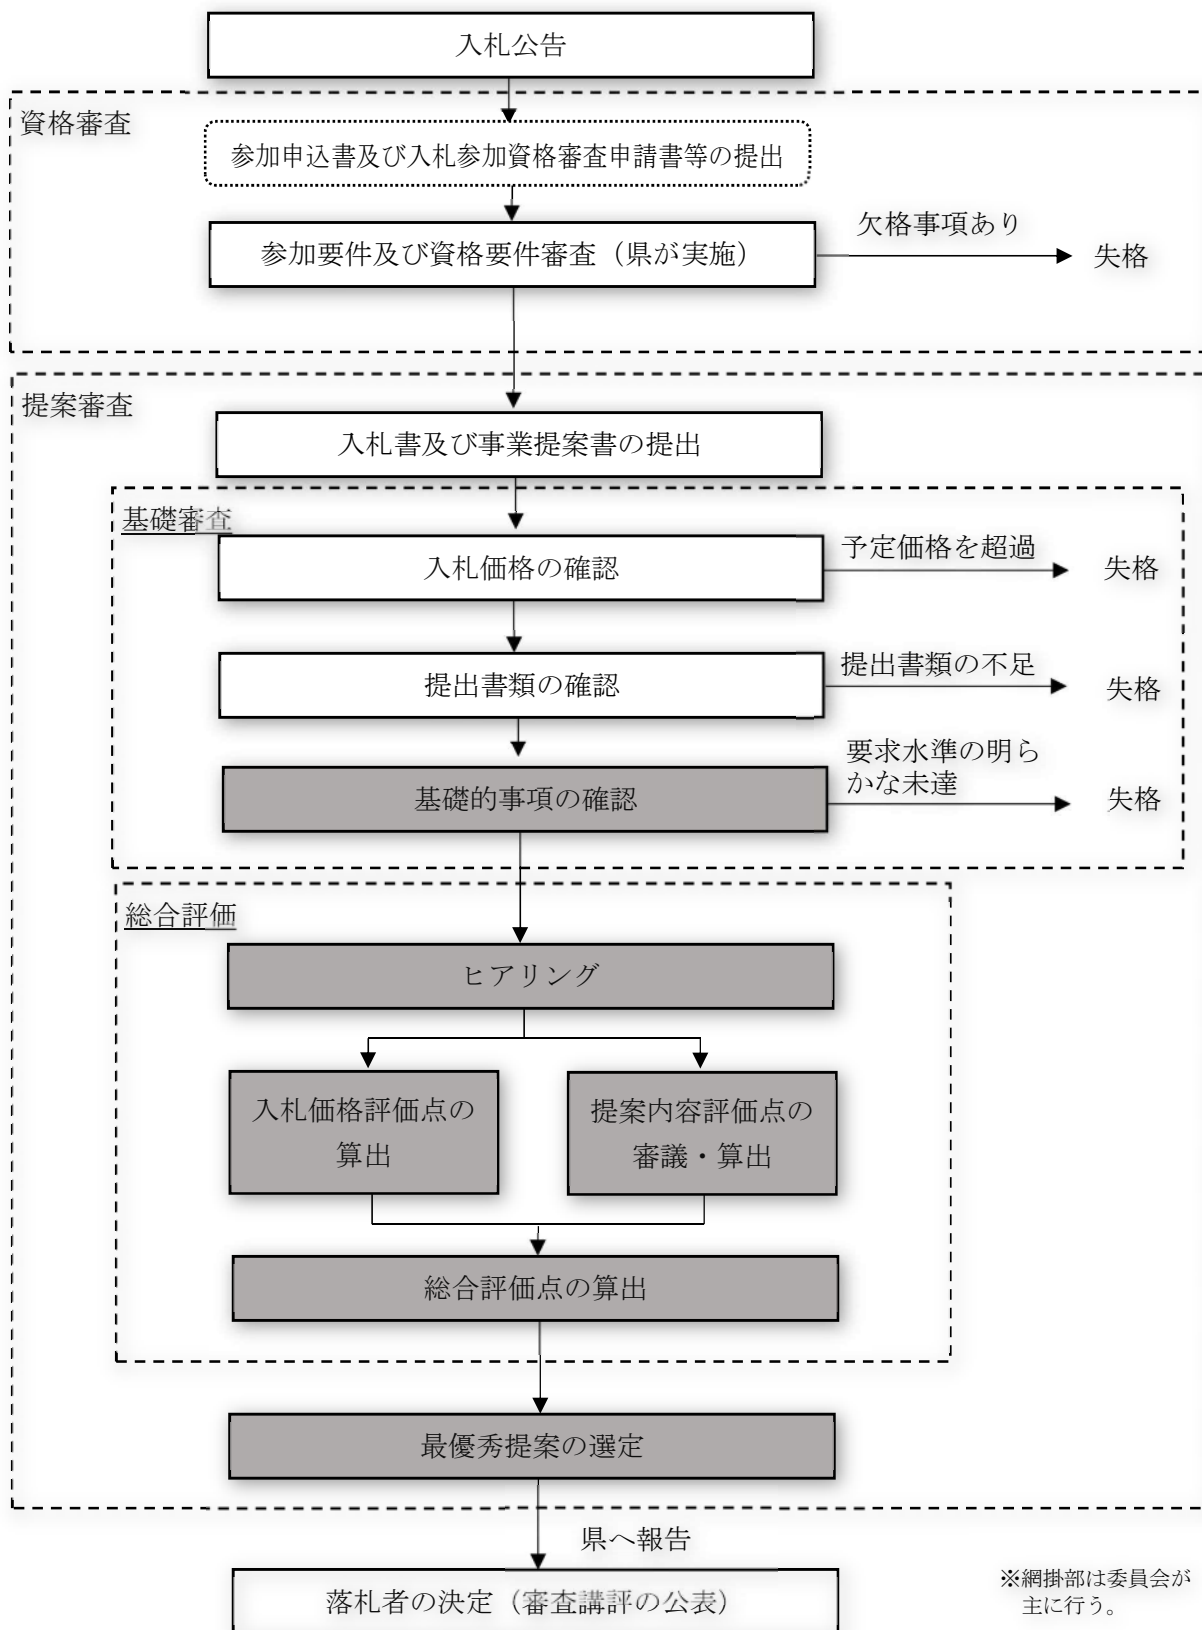 入札公告
資格審査
参加申込書及び入札参加資格審査申請書等の提出
欠格事項あり
参加要件及び資格要件審査（県が実施）
失格
提案審査
入札書及び事業提案書の提出
基礎審査
予定価格を超過
入札価格の確認
失格
提出書類の不足
提出書類の確認
失格
要求水準の明ら
かな未達
基礎的事項の確認
失格
総合評価
ヒアリング
入札価格評価点の
算出
提案内容評価点の
審議・算出
総合評価点の算出
最優秀提案の選定
県へ報告
落札者の決定（審査講評の公表）
※網掛部は委員会が
主に行う。